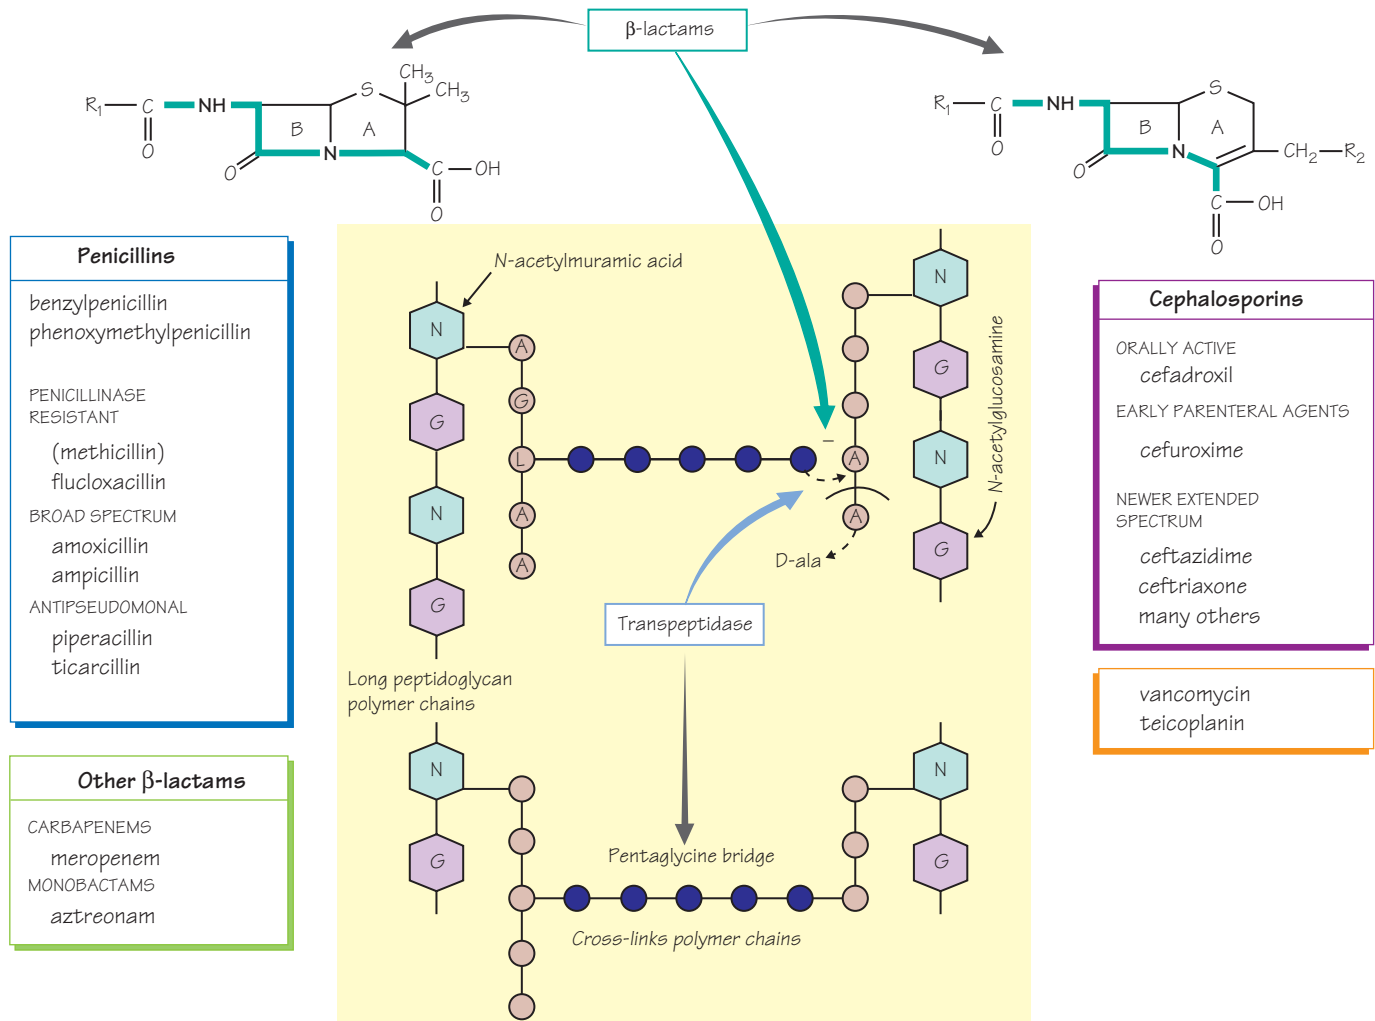 β-lactams
R1
C
O
NH
B
A
S
CH3
CH3
N
O
C
OH
O
R1
C
O
NH
B
A
S
N
O
CH2
R2
C
OH
O
Penicillins
benzylpenicillin
phenoxymethylpenicillin
PENICILLINASE
RESISTANT
(methicillin)
flucloxacillin
BROAD SPECTRUM
amoxicillin
ampicillin
ANTIPSEUDOMONAL
piperacillin
ticarcillin
Other β-lactams
CARBAPENEMS
meropenem
MONOBACTAMS
aztreonam
N-acetylmuramic acid
N
G
N
G
A
G
L
A
A
–
A
A
D-ala
N
G
N
G
N-acetylglucosamine
Transpeptidase
Long peptidoglycan
polymer chains
N
G
Pentaglycine bridge
Cross-links polymer chains
N
G
Cephalosporins
ORALLY ACTIVE
cefadroxil
EARLY PARENTERAL AGENTS
cefuroxime
NEWER EXTENDED
SPECTRUM
ceftazidime
ceftriaxone
many others
vancomycin
teicoplanin